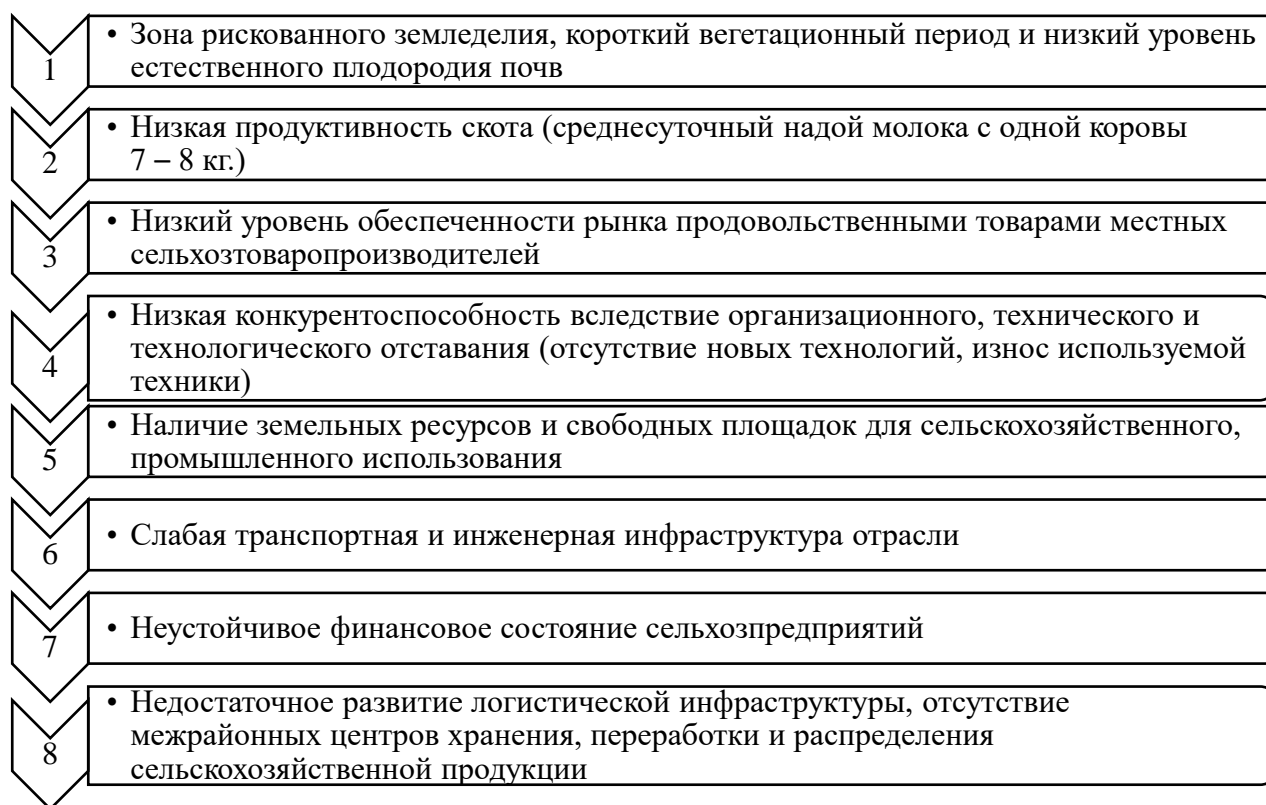 1
• Зона рискованного земледелия, короткий вегетационный период и низкий уровень
естественного плодородия почв
2
• Низкая продуктивность скота (среднесуточный надой молока с одной коровы
7 – 8 кг.)
3
• Низкий уровень обеспеченности рынка продовольственными товарами местных
сельхозтоваропроизводителей
4
• Низкая конкурентоспособность вследствие организационного, технического и
технологического отставания (отсутствие новых технологий, износ используемой
техники)
5
• Наличие земельных ресурсов и свободных площадок для сельскохозяйственного,
промышленного использования
6
• Слабая транспортная и инженерная инфраструктура отрасли
7
• Неустойчивое финансовое состояние сельхозпредприятий
8
• Недостаточное развитие логистической инфраструктуры, отсутствие
межрайонных центров хранения, переработки и распределения
сельскохозяйственной продукции